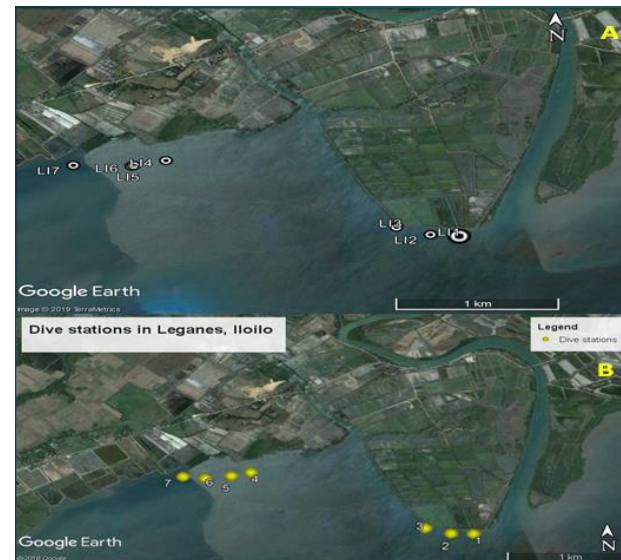 A
N
LI4
LI7
LI6
LI5
LI3
LI1
LI2
Google Earth
Image © 2019 TerraMetrics
1 km
Dive stations in Leganes, Iloilo
Legend
Dive stations
B
7
6
5
4
3
2
1
Google Earth
N
1 km